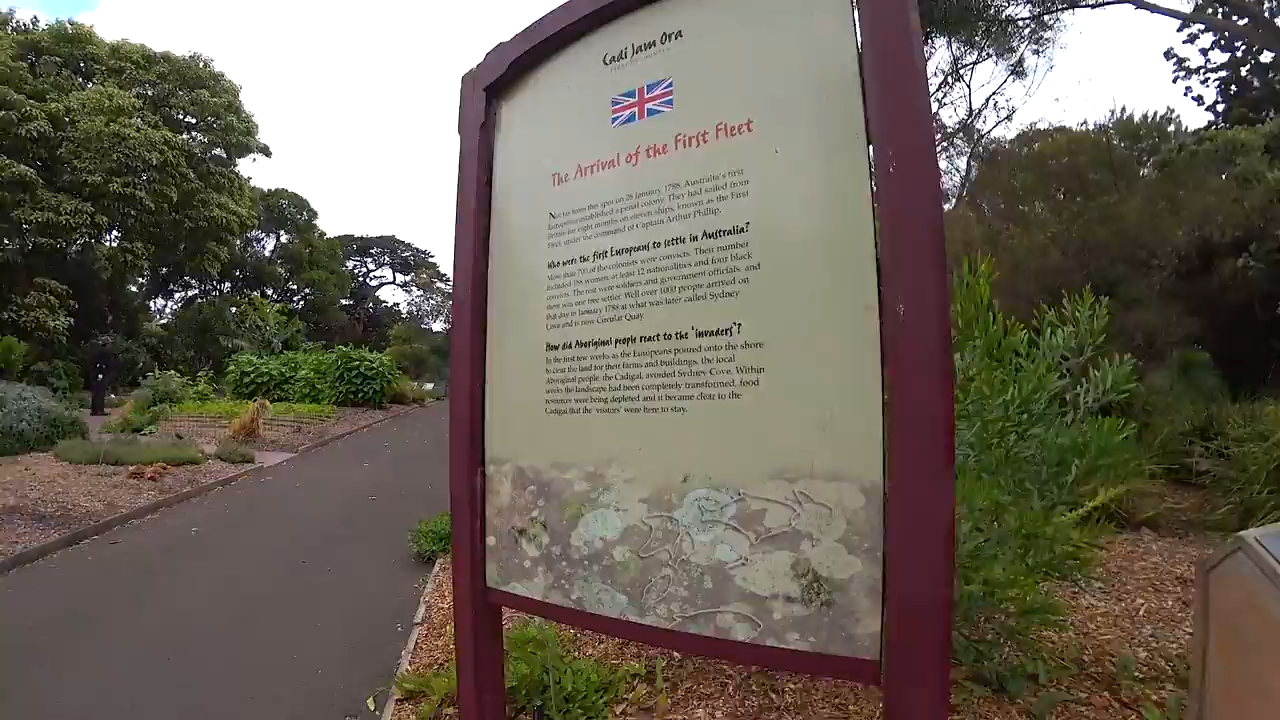 Cadi Jam Ora
The Arrival of the First Fleet
Not far from this spot on 26 January 1788, Australia's first
Europeans established a penal colony. They had sailed from
Britain for eight months on eleven ships, known as the First
Fleet, under the command of Captain Arthur Phillip.
Who were the first Europeans to settle in Australia?
More than 700 of the colonists were convicts. Their number
included 188 women, at least 12 nationalities and four black
convicts. The rest were soldiers and government officials, and
there was one free settler. Well over 1000 people arrived on
that day in January 1788 at what was later called Sydney
Cove and is now Circular Quay.
How did Aboriginal people react to the 'invaders'?
In the first few weeks as the Europeans poured onto the shore
to clear the land for their farms and buildings, the local
Aboriginal people, the Cadigal, avoided Sydney Cove. Within
weeks the landscape had been completely transformed, food
resources were being depleted and it became clear to the
Cadigal that the 'visitors' were here to stay.